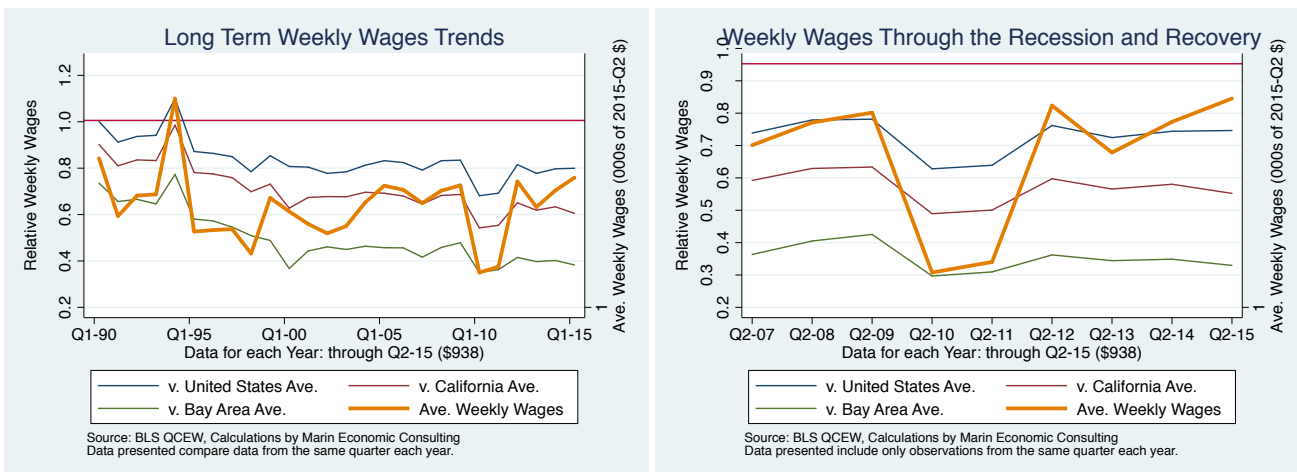 Long Term Weekly Wages Trends
Relative Weekly Wages
0.2 0.4 0.6 0.8 1.0 1.2
1
Ave. Weekly Wages (000s of 2015-Q2 $)
Q1-90 Q1-95 Q1-00 Q1-05 Q1-10 Q1-15
Data for each Year: through Q2-15 ($938)
v. United States Ave. v. California Ave.
v. Bay Area Ave. Ave. Weekly Wages
Source: BLS QCEW, Calculations by Marin Economic Consulting
Data presented compare data from the same quarter each year.
Weekly Wages Through the Recession and Recovery
Relative Weekly Wages
0.2 0.3 0.4 0.5 0.6 0.7 0.8 0.9 1.0
1
Ave. Weekly Wages (000s of 2015-Q2 $)
Q2-07 Q2-08 Q2-09 Q2-10 Q2-11 Q2-12 Q2-13 Q2-14 Q2-15
Data for each Year: through Q2-15 ($938)
v. United States Ave. v. California Ave.
v. Bay Area Ave. Ave. Weekly Wages
Source: BLS QCEW, Calculations by Marin Economic Consulting
Data presented include only observations from the same quarter each year.